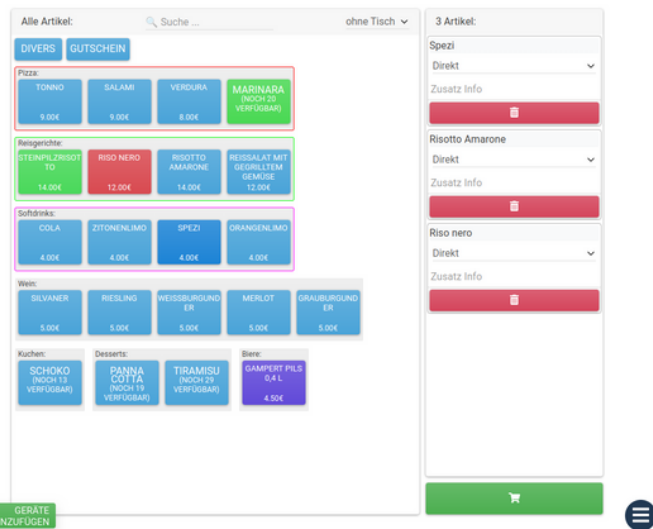 Alle Artikel:
Suche ...
ohne Tisch
DIVERS
GUTSCHEIN
Pizza:
TONNO
9.00€
SALAMI
9.00€
VERDURA
8.00€
MARINARA
(NOCH 20
VERFÜGBAR)
Reisgerichte:
STEINPILZRISOT
TO
14.00€
RISO NERO
12.00€
RISOTTO
AMARONE
14.00€
REISSALAT MIT
GEGRILLTEM
GEMÜSE
12.00€
Softdrinks:
COLA
4.00€
ZITONENLIMO
4.00€
SPEZI
4.00€
ORANGENLIMO
4.00€
Wein:
SILVANER
5.00€
RIESLING
5.00€
WEISSBURGUND
ER
5.00€
MERLOT
5.00€
GRAUBURGUND
ER
5.00€
Kuchen:
SCHOKO
(NOCH 13
VERFÜGBAR)
Desserts:
PANNA
COTTA
(NOCH 19
VERFÜGBAR)
TIRAMISU
(NOCH 29
VERFÜGBAR)
Biere:
GAMPERT PILS
0,4 L
4.50€
GERÄTE
NZUFÜGEN
3 Artikel:
Spezi
Direkt
Zusatz Info
Risotto Amarone
Direkt
Zusatz Info
Riso nero
Direkt
Zusatz Info